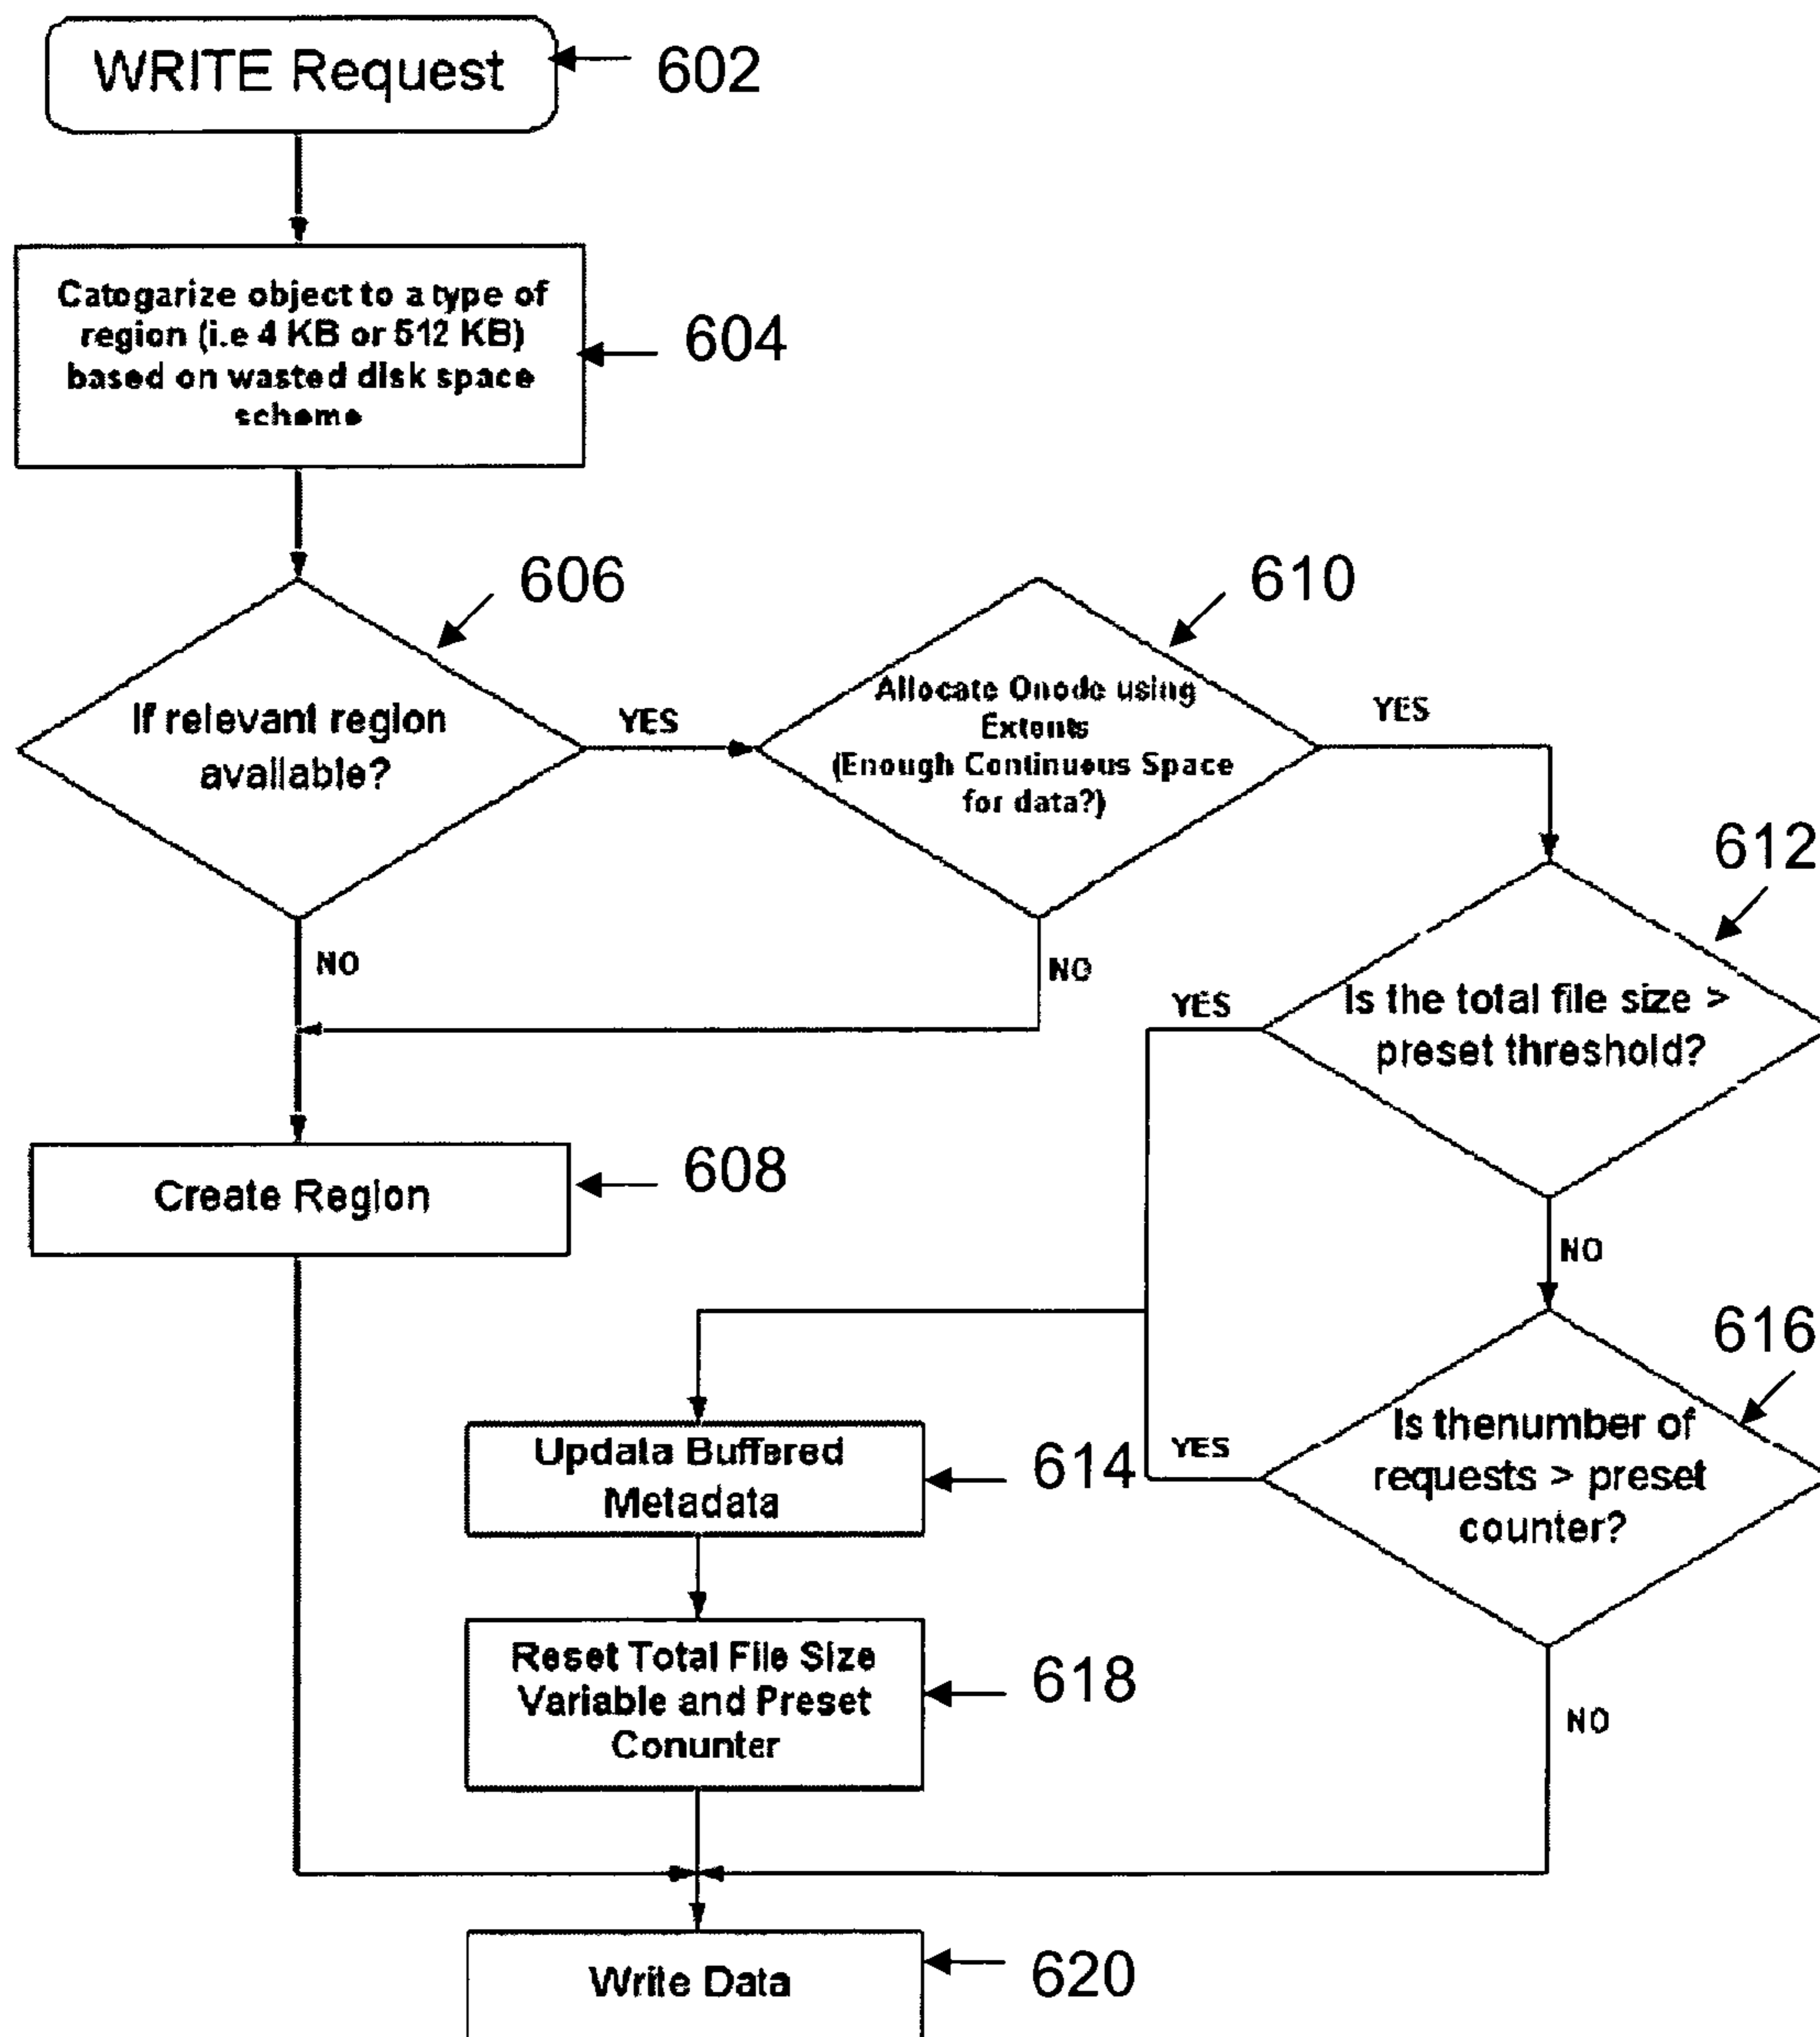 WRITE Request
602
Catogarize object to a type of
region (i.e 4 KB or 512 KB)
based on wasted disk space
scheme
604
606
If relevant region
available?
YES
NO
610
Allocate Onode using
Extents
(Enough Continuous Space
for data?)
YES
NO
612
Is the total file size >
preset threshold?
YES
NO
Create Region
608
616
Is thenumber of
requests > preset
counter?
YES
NO
Updata Buffered
Metadata
614
Reset Total File Size
Variable and Preset
Conunter
618
Write Data
620